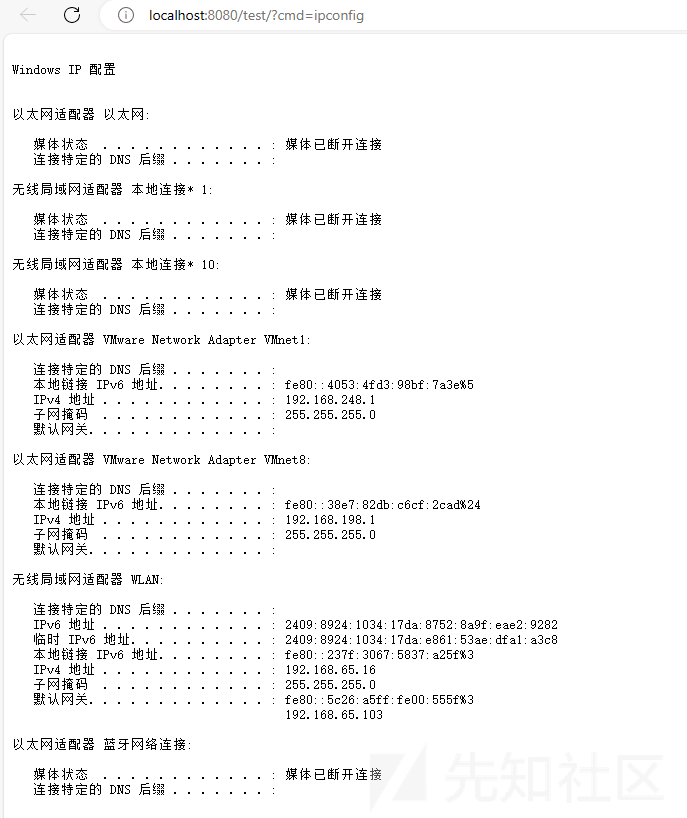 localhost:8080/test/?cmd=ipconfig
Windows IP 配置
以太网适配器 以太网:
媒体状态 . . . . . . . . . . . . : 媒体已断开连接
连接特定的 DNS 后缀 . . . . . . . :
无线局域网适配器 本地连接* 1:
媒体状态 . . . . . . . . . . . . : 媒体已断开连接
连接特定的 DNS 后缀 . . . . . . . :
无线局域网适配器 本地连接* 10:
媒体状态 . . . . . . . . . . . . : 媒体已断开连接
连接特定的 DNS 后缀 . . . . . . . :
以太网适配器 VMware Network Adapter VMnet1:
连接特定的 DNS 后缀 . . . . . . . :
本地链接 IPv6 地址. . . . . . . . : fe80::4053:4fd3:98bf:7a3e%5
IPv4 地址 . . . . . . . . . . . . : 192.168.248.1
子网掩码 . . . . . . . . . . . . : 255.255.255.0
默认网关. . . . . . . . . . . . . :
以太网适配器 VMware Network Adapter VMnet8:
连接特定的 DNS 后缀 . . . . . . . :
本地链接 IPv6 地址. . . . . . . . : fe80::38e7:82db:c6cf:2cad%24
IPv4 地址 . . . . . . . . . . . . : 192.168.198.1
子网掩码 . . . . . . . . . . . . : 255.255.255.0
默认网关. . . . . . . . . . . . . :
无线局域网适配器 WLAN:
连接特定的 DNS 后缀 . . . . . . . :
IPv6 地址 . . . . . . . . . . . . : 2409:8924:1034:17da:8752:8a9f:eae2:9282
临时 IPv6 地址. . . . . . . . . . : 2409:8924:1034:17da:e861:53ae:dfa1:a3c8
本地链接 IPv6 地址. . . . . . . . : fe80::237f:3067:5837:a25f%3
IPv4 地址 . . . . . . . . . . . . : 192.168.65.16
子网掩码 . . . . . . . . . . . . : 255.255.255.0
默认网关. . . . . . . . . . . . . : fe80::5c26:a5ff:fe00:555f%3
192.168.65.103
以太网适配器 蓝牙网络连接:
媒体状态 . . . . . . . . . . . . : 媒体已断开连接
连接特定的 DNS 后缀 . . . . . . . :
先知社区